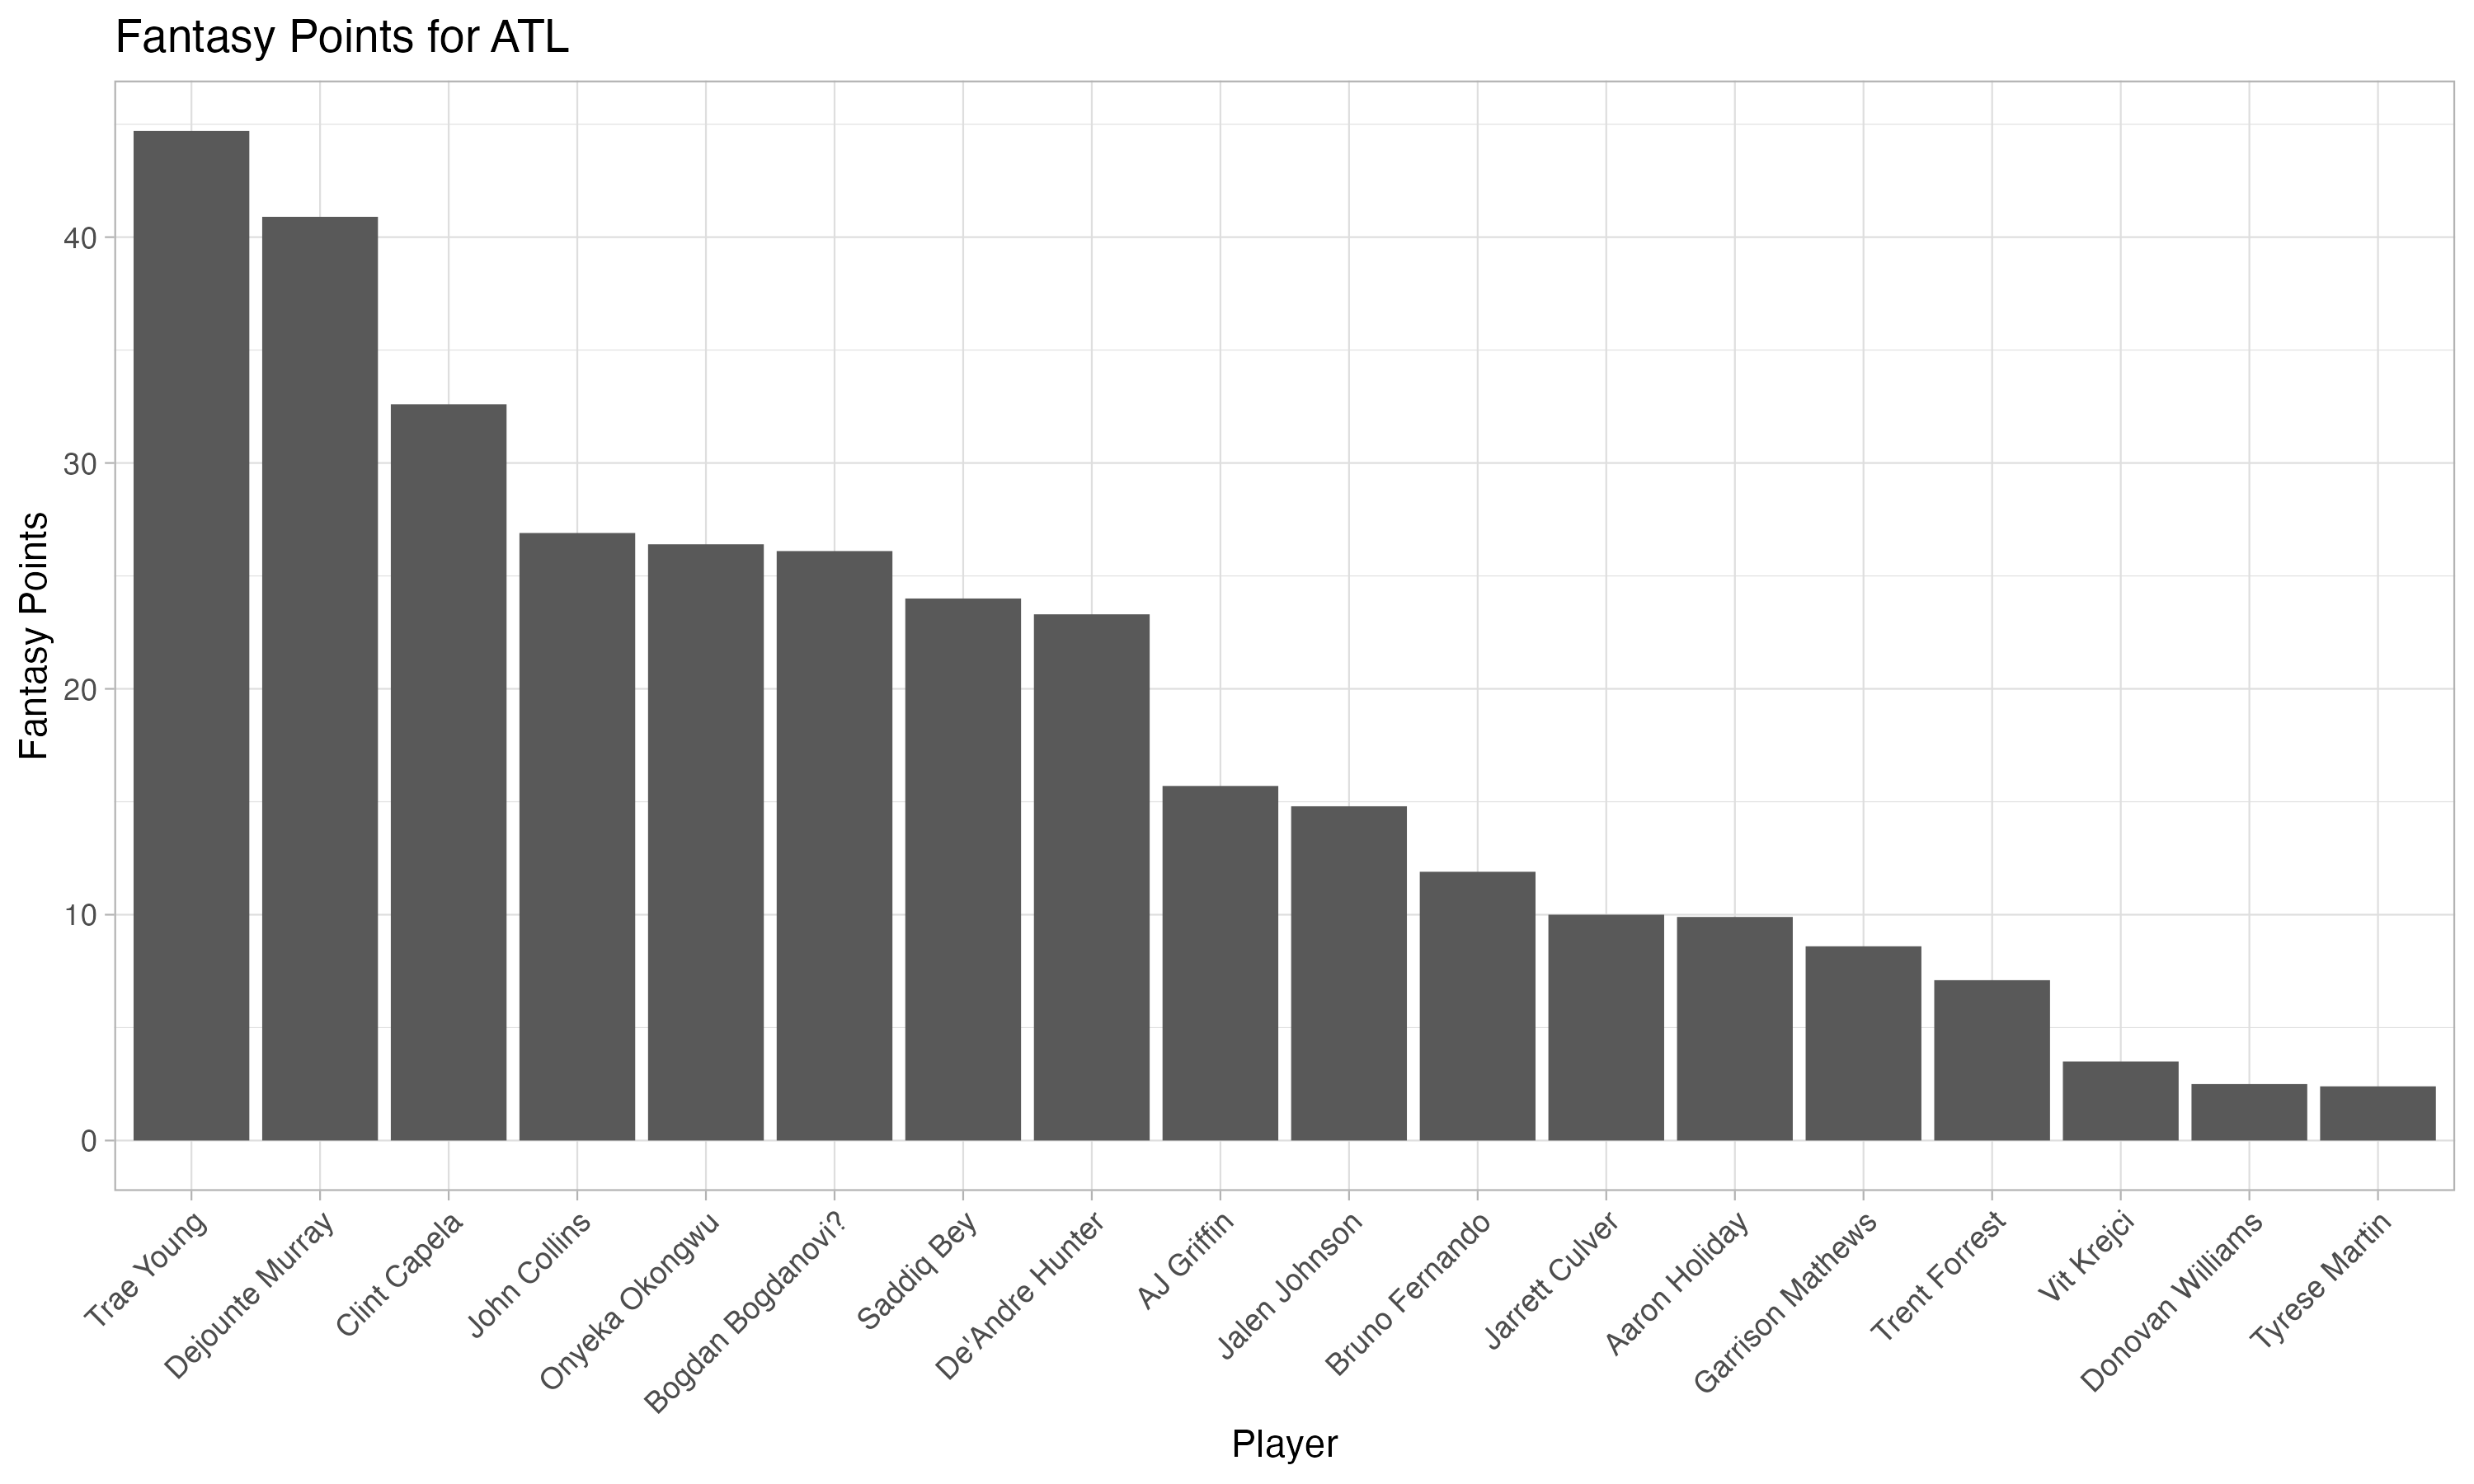 Fantasy Points for ATL
Fantasy Points
40
30
20
10
0
Trae Young
Dejounte Murray
Clint Capela
John Collins
Onyeka Okongwu
Bogdan Bogdanovi?
Saddiq Bey
De'Andre Hunter
AJ Griffin
Jalen Johnson
Bruno Fernando
Jarrett Culver
Aaron Holiday
Garrison Mathews
Trent Forrest
Vit Krejci
Donovan Williams
Tyrese Martin
Player